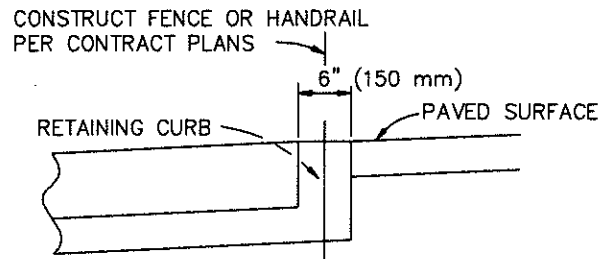 CONSTRUCT FENCE OR HANDRAIL
PER CONTRACT PLANS
6" (150 mm)
PAVED SURFACE
RETAINING CURB